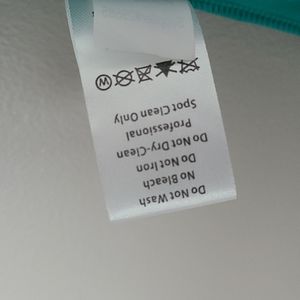 Do Not Wash
No Bleach
Do Not Iron
Do Not Dry-Clean
Professional
Spot Clean Only
W